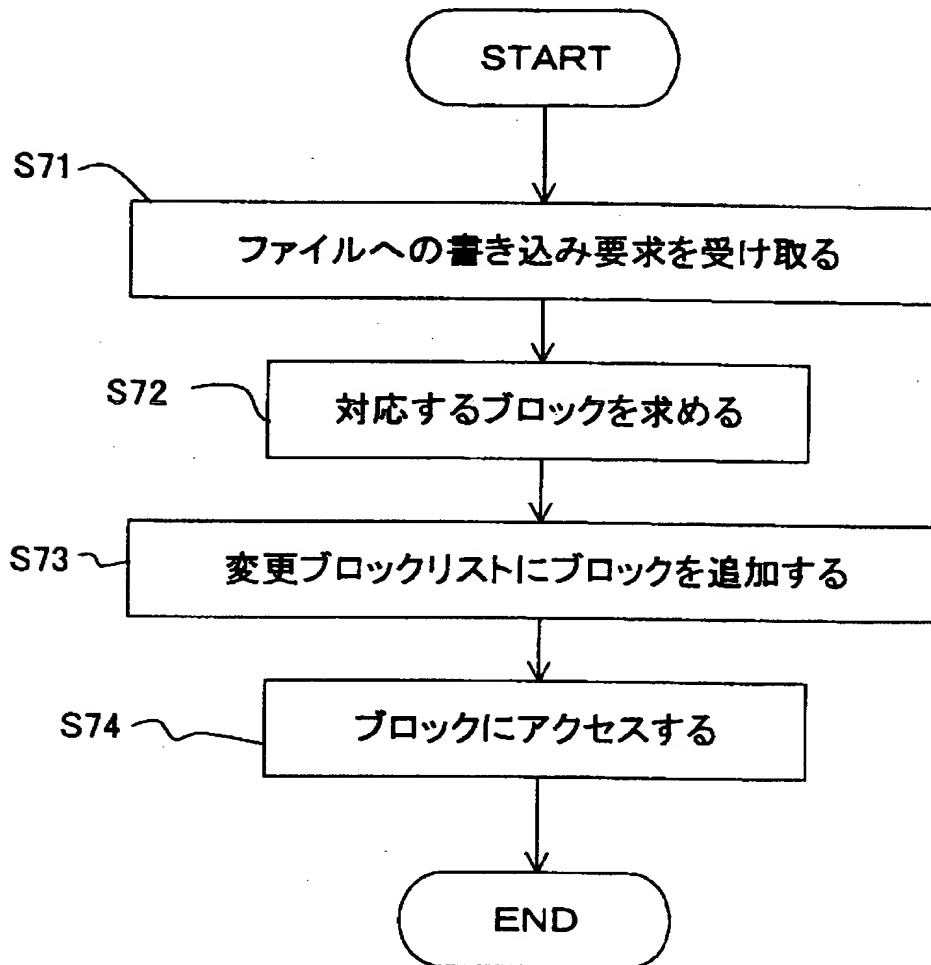 START
S71
ファイルへの書き込み要求を受け取る
S72
対応するブロックを求める
S73
変更ブロックリストにブロックを追加する
S74
ブロックにアクセスする
END